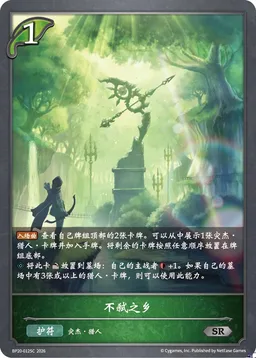 1
入场曲 查看自己牌组顶部的2张卡牌。可以从中展示1张灾杰·
猎人·卡牌并加入手牌。将剩余的卡牌按照任意顺序放置在牌
组底部。
将此卡 放置到墓场：自己的主战者 +1。如果自己的墓
场中有3张或以上的猎人·卡牌，则可以使用此能力。
不弑之乡
护符 灾杰·猎人
SR
BP20-012SC 2026
© Cygames, Inc. Published by NetEase Games